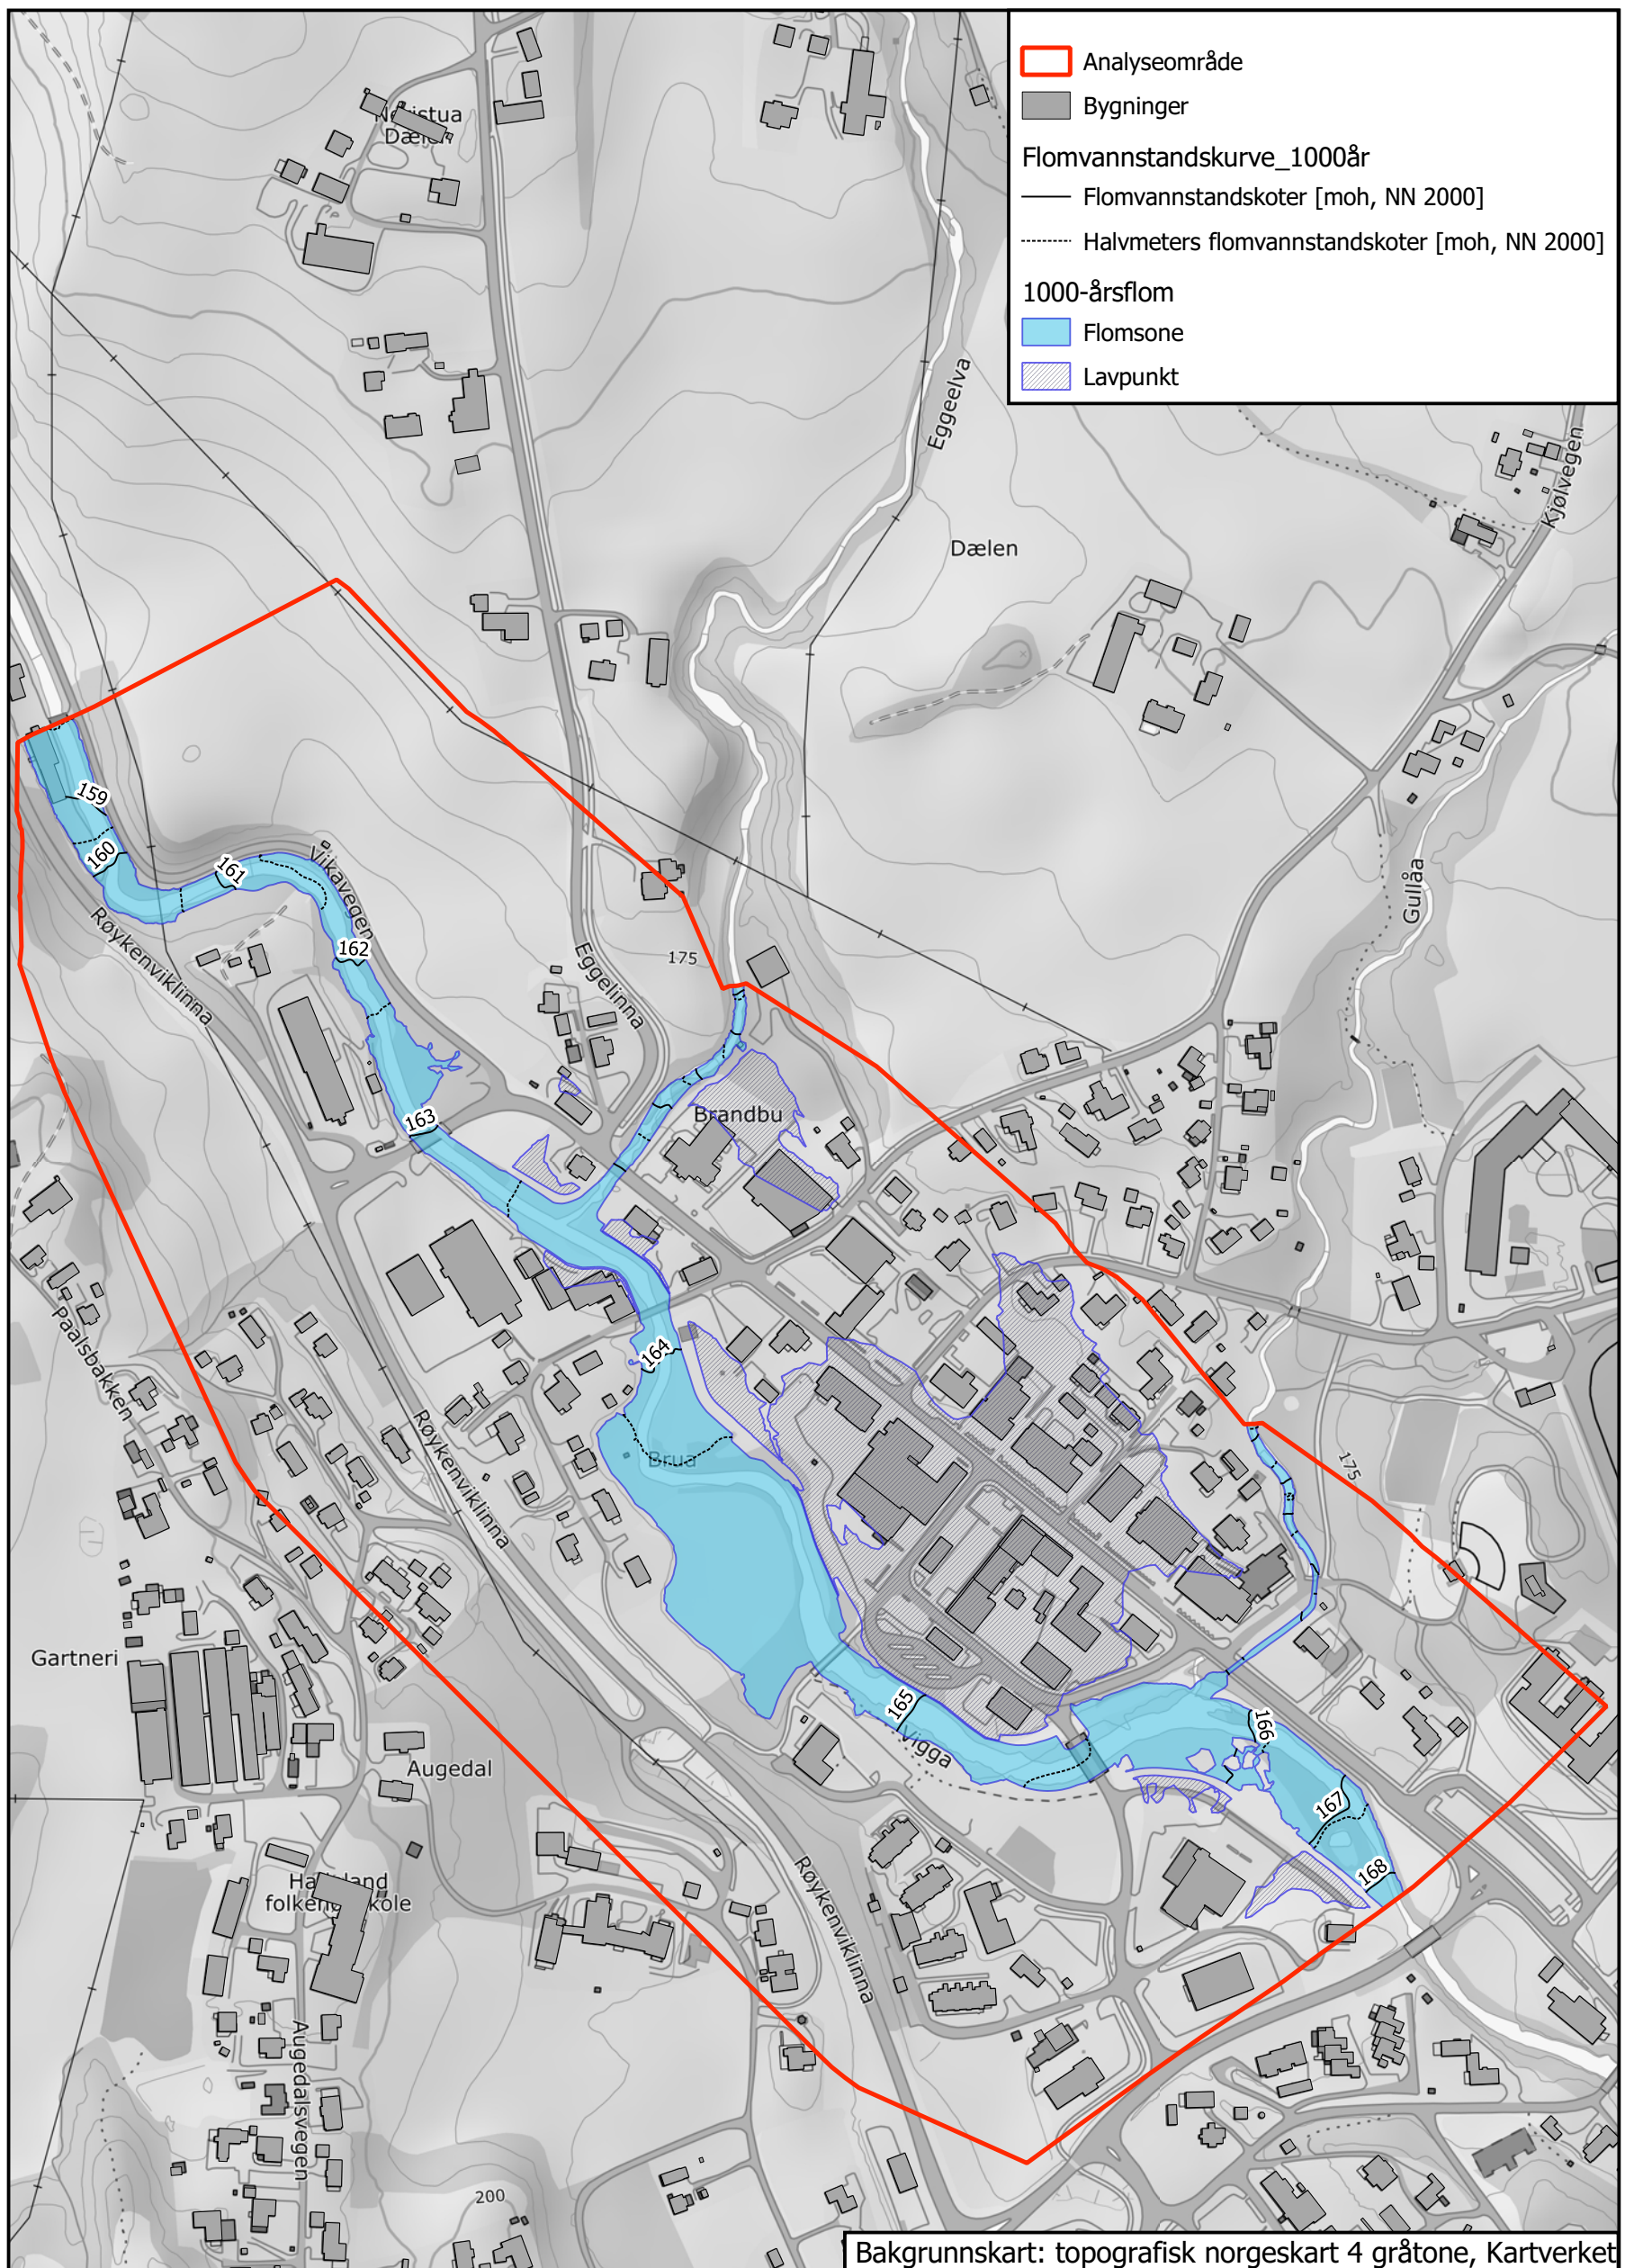 Analyseområde
Bygninger
Flomvannstandskurve_1000år
Flomvannstandskoter [moh, NN 2000]
Halvmeters flomvannstandskoter [moh, NN 2000]
1000-årsflom
Flomsone
Lavpunkt
Dælen
Eggeelva
Kjølvegen
Dælen
159
160
161
Vikavegen
162
Røykenviklinna
Eggelinna
175
Gullåa
163
Brandbu
164
Paalsbakken
Røykenviklinna
Brua
175
Gartneri
165
Vigga
166
167
168
Augedal
Røykenviklinna
Augedalsvegen
200
Bakgrunnskart: topografisk norgeskart 4 gråtone, Kartverket